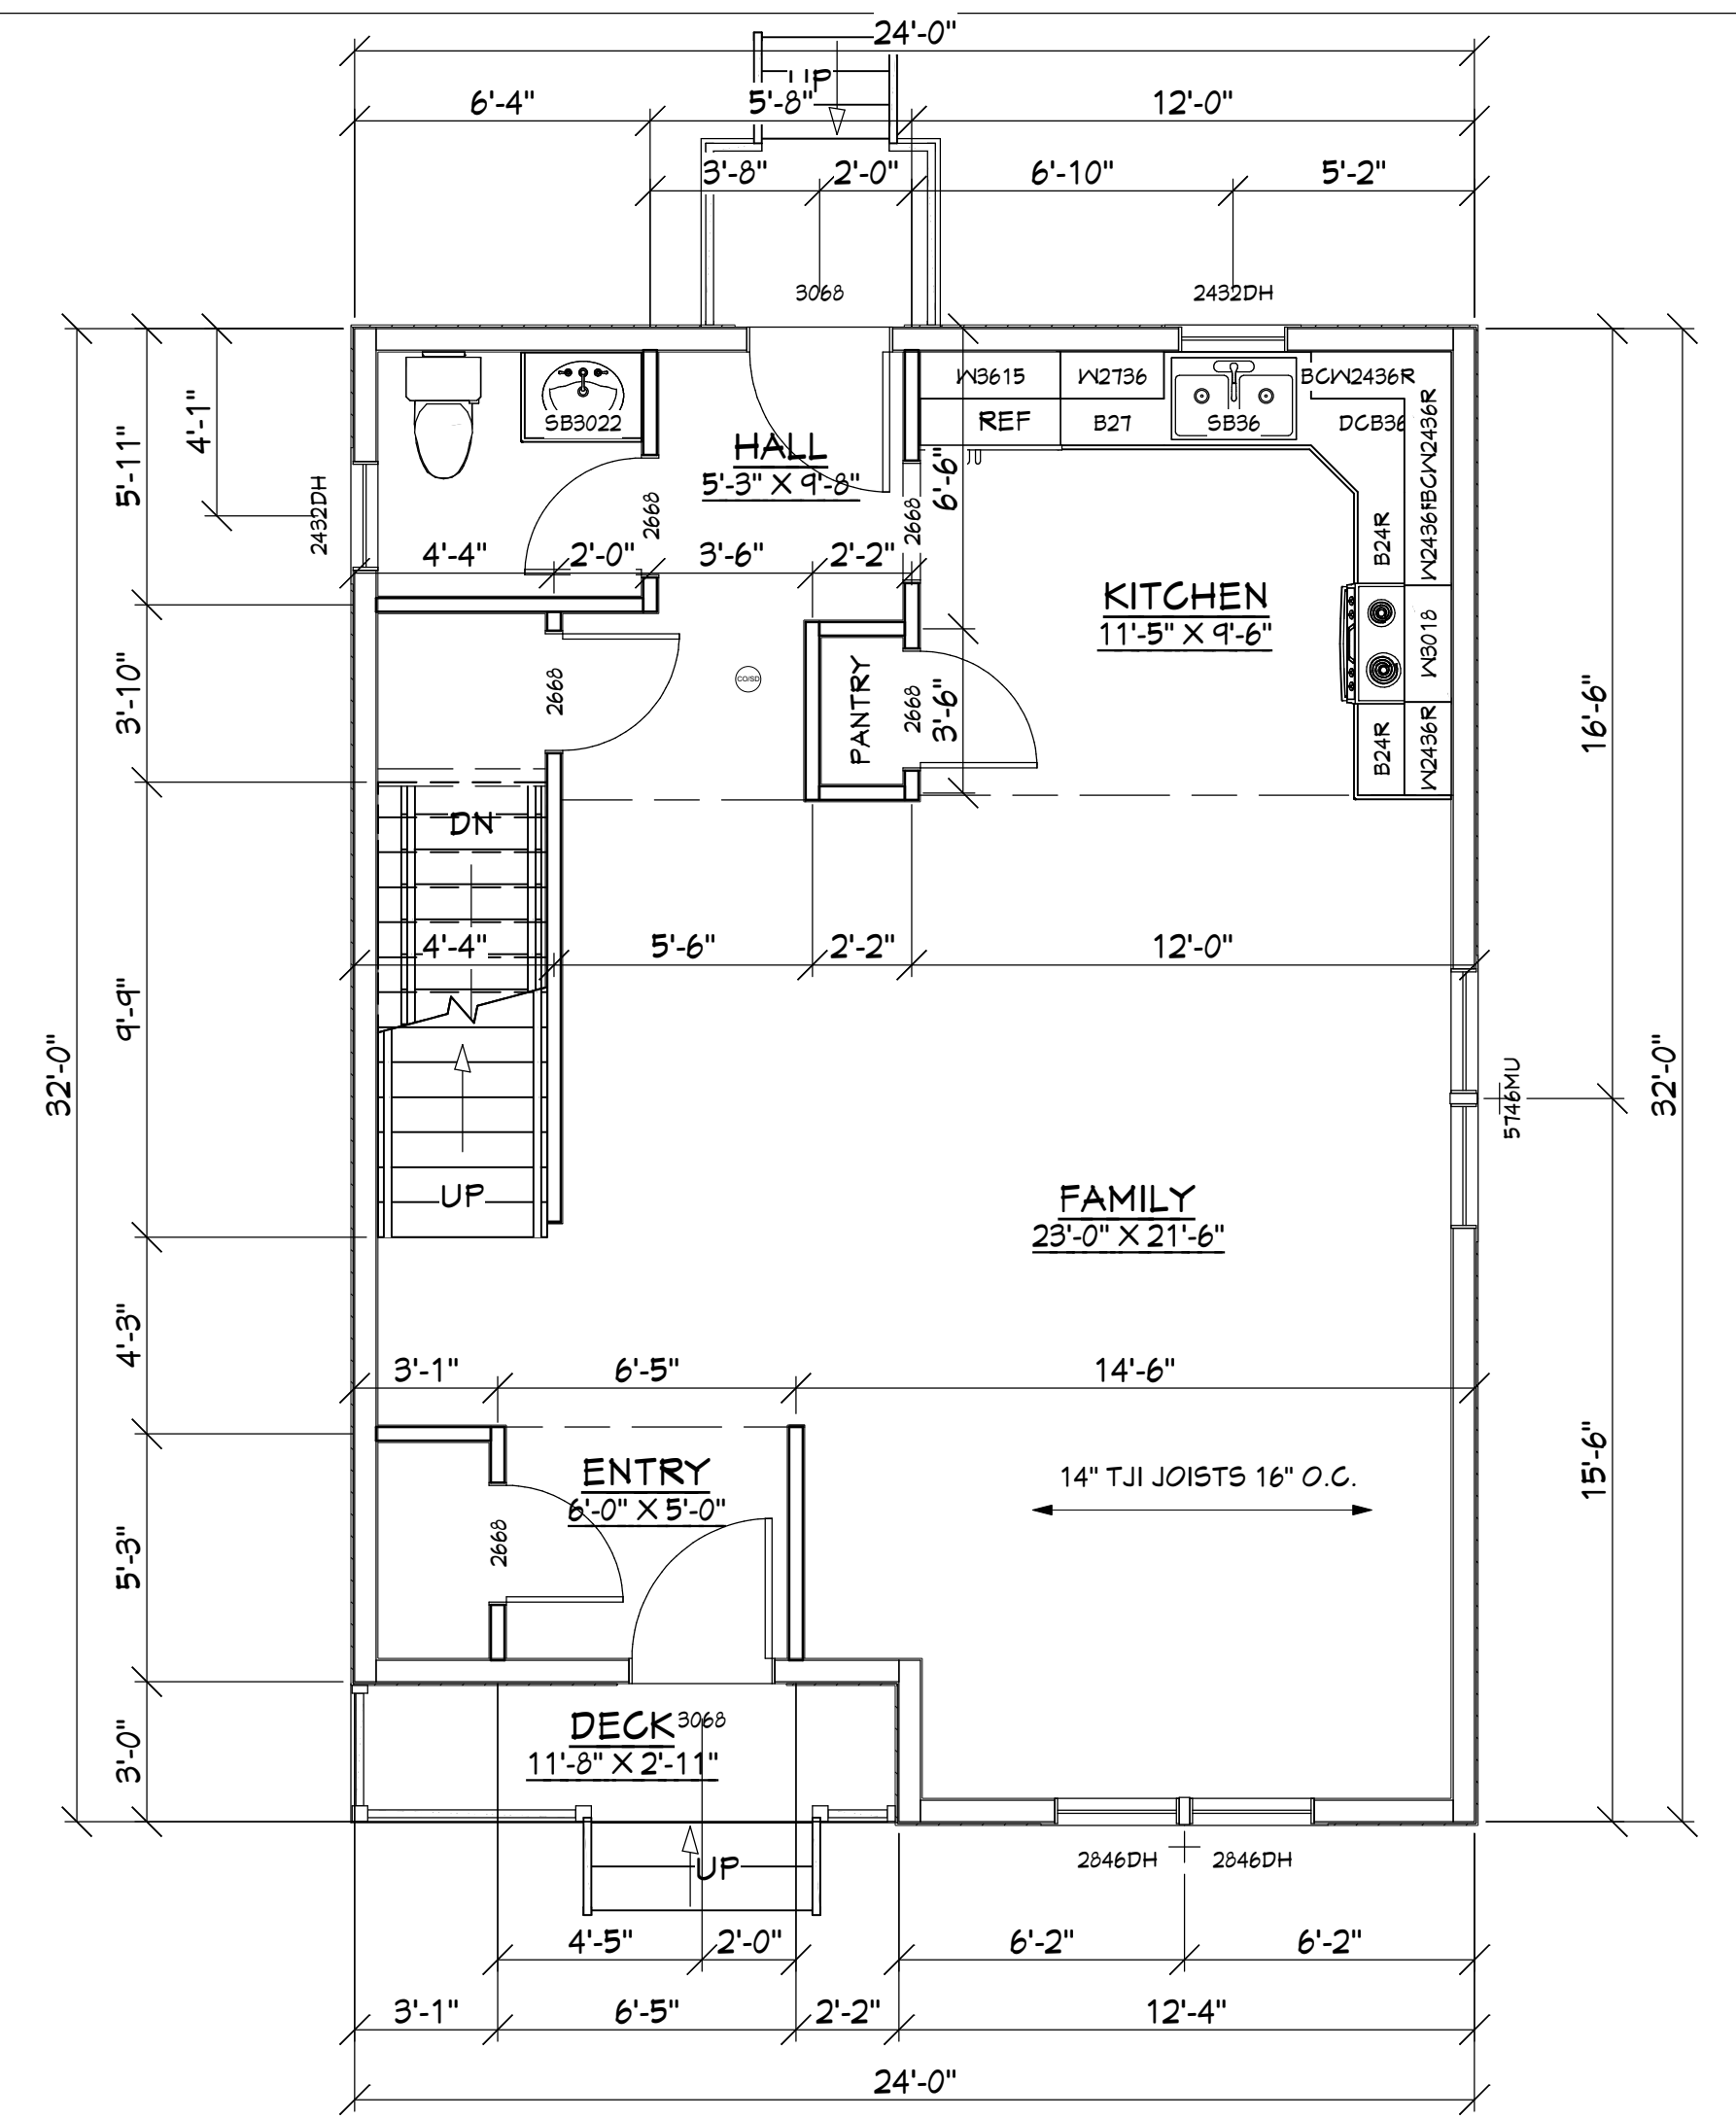 24'-0"
UP
6'-4"
5'-8"
12'-0"
3'-8"
2'-0"
6'-10"
5'-2"
3068
2432DH
W3615
W2736
BCW2436R
REF
B27
SB36
DCB36
SB3022
BCW2436R
4'-1"
5'-11"
2432DH
HALL
5'-3" X 9'-8"
2668
2668
6'-6"
B24R
4'-4"
2'-0"
3'-6"
2'-2"
KITCHEN
11'-5" X 9'-6"
W3018
3'-10"
2668
CO/SD
PANTRY
2668
3'-6"
B24R
W2436R
16'-6"
DN
4'-4"
5'-6"
2'-2"
12'-0"
9'-9"
32'-0"
32'-0"
5746MU
UP
FAMILY
23'-0" X 21'-6"
4'-3"
3'-1"
6'-5"
14'-6"
ENTRY
6'-0" X 5'-0"
14" TJI JOISTS 16" O.C.
15'-6"
5'-3"
2668
DECK
3068
11'-8" X 2'-11"
3'-0"
UP
2846DH
2846DH
4'-5"
2'-0"
6'-2"
6'-2"
3'-1"
6'-5"
2'-2"
12'-4"
24'-0"